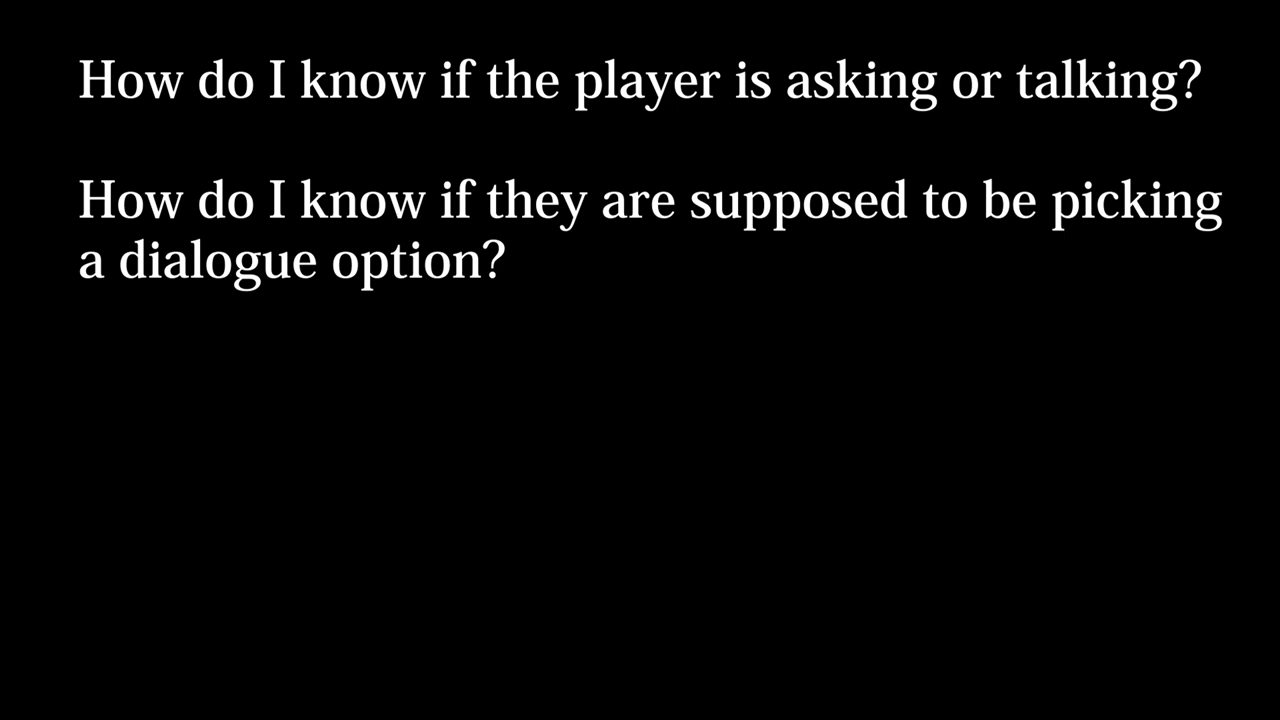 How do I know if the player is asking or talking?
How do I know if they are supposed to be picking
a dialogue option?